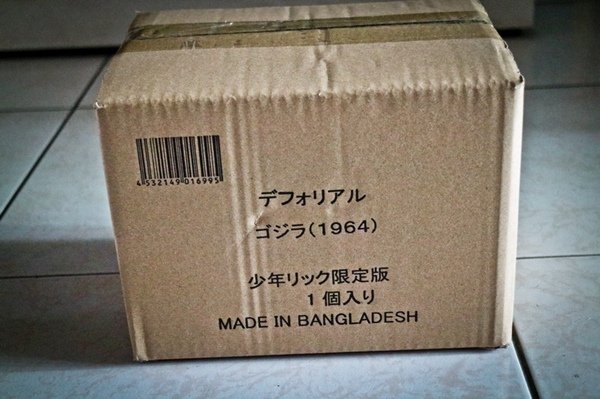 4532149016995
デフォリアル
ゴジラ(1964)
少年リック限定版
1個入り
MADE IN BANGLADESH